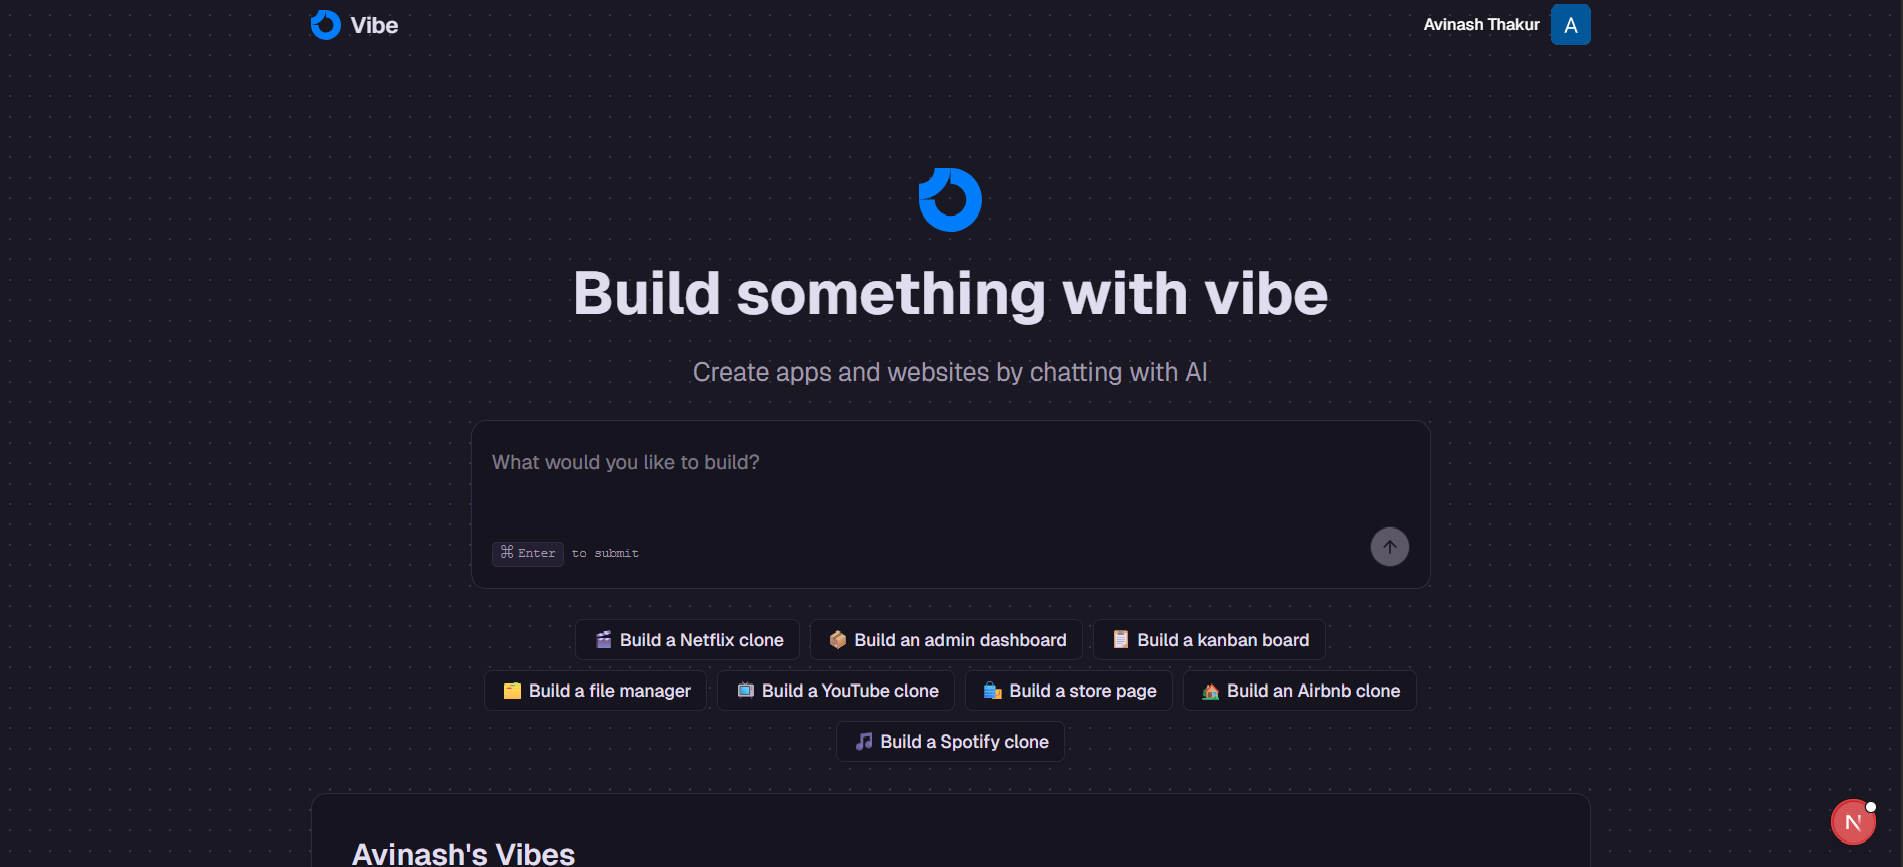 Vibe
Avinash Thakur
A
Build something with vibe
Create apps and websites by chatting with AI
What would you like to build?
⌘ Enter to submit
🎬 Build a Netflix clone
📦 Build an admin dashboard
📋 Build a kanban board
🗂️ Build a file manager
📺 Build a YouTube clone
🛍️ Build a store page
🏡 Build an Airbnb clone
🎵 Build a Spotify clone
Avinash's Vibes
N